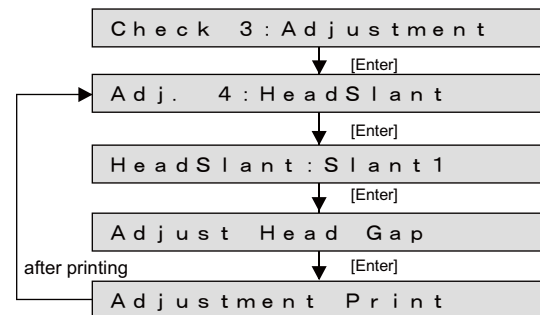 Check 3:Adjustment
[Enter]
Adj. 4:HeadSlant
[Enter]
HeadSlant:Slant1
[Enter]
Adjust Head Gap
[Enter]
after printing
Adjustment Print